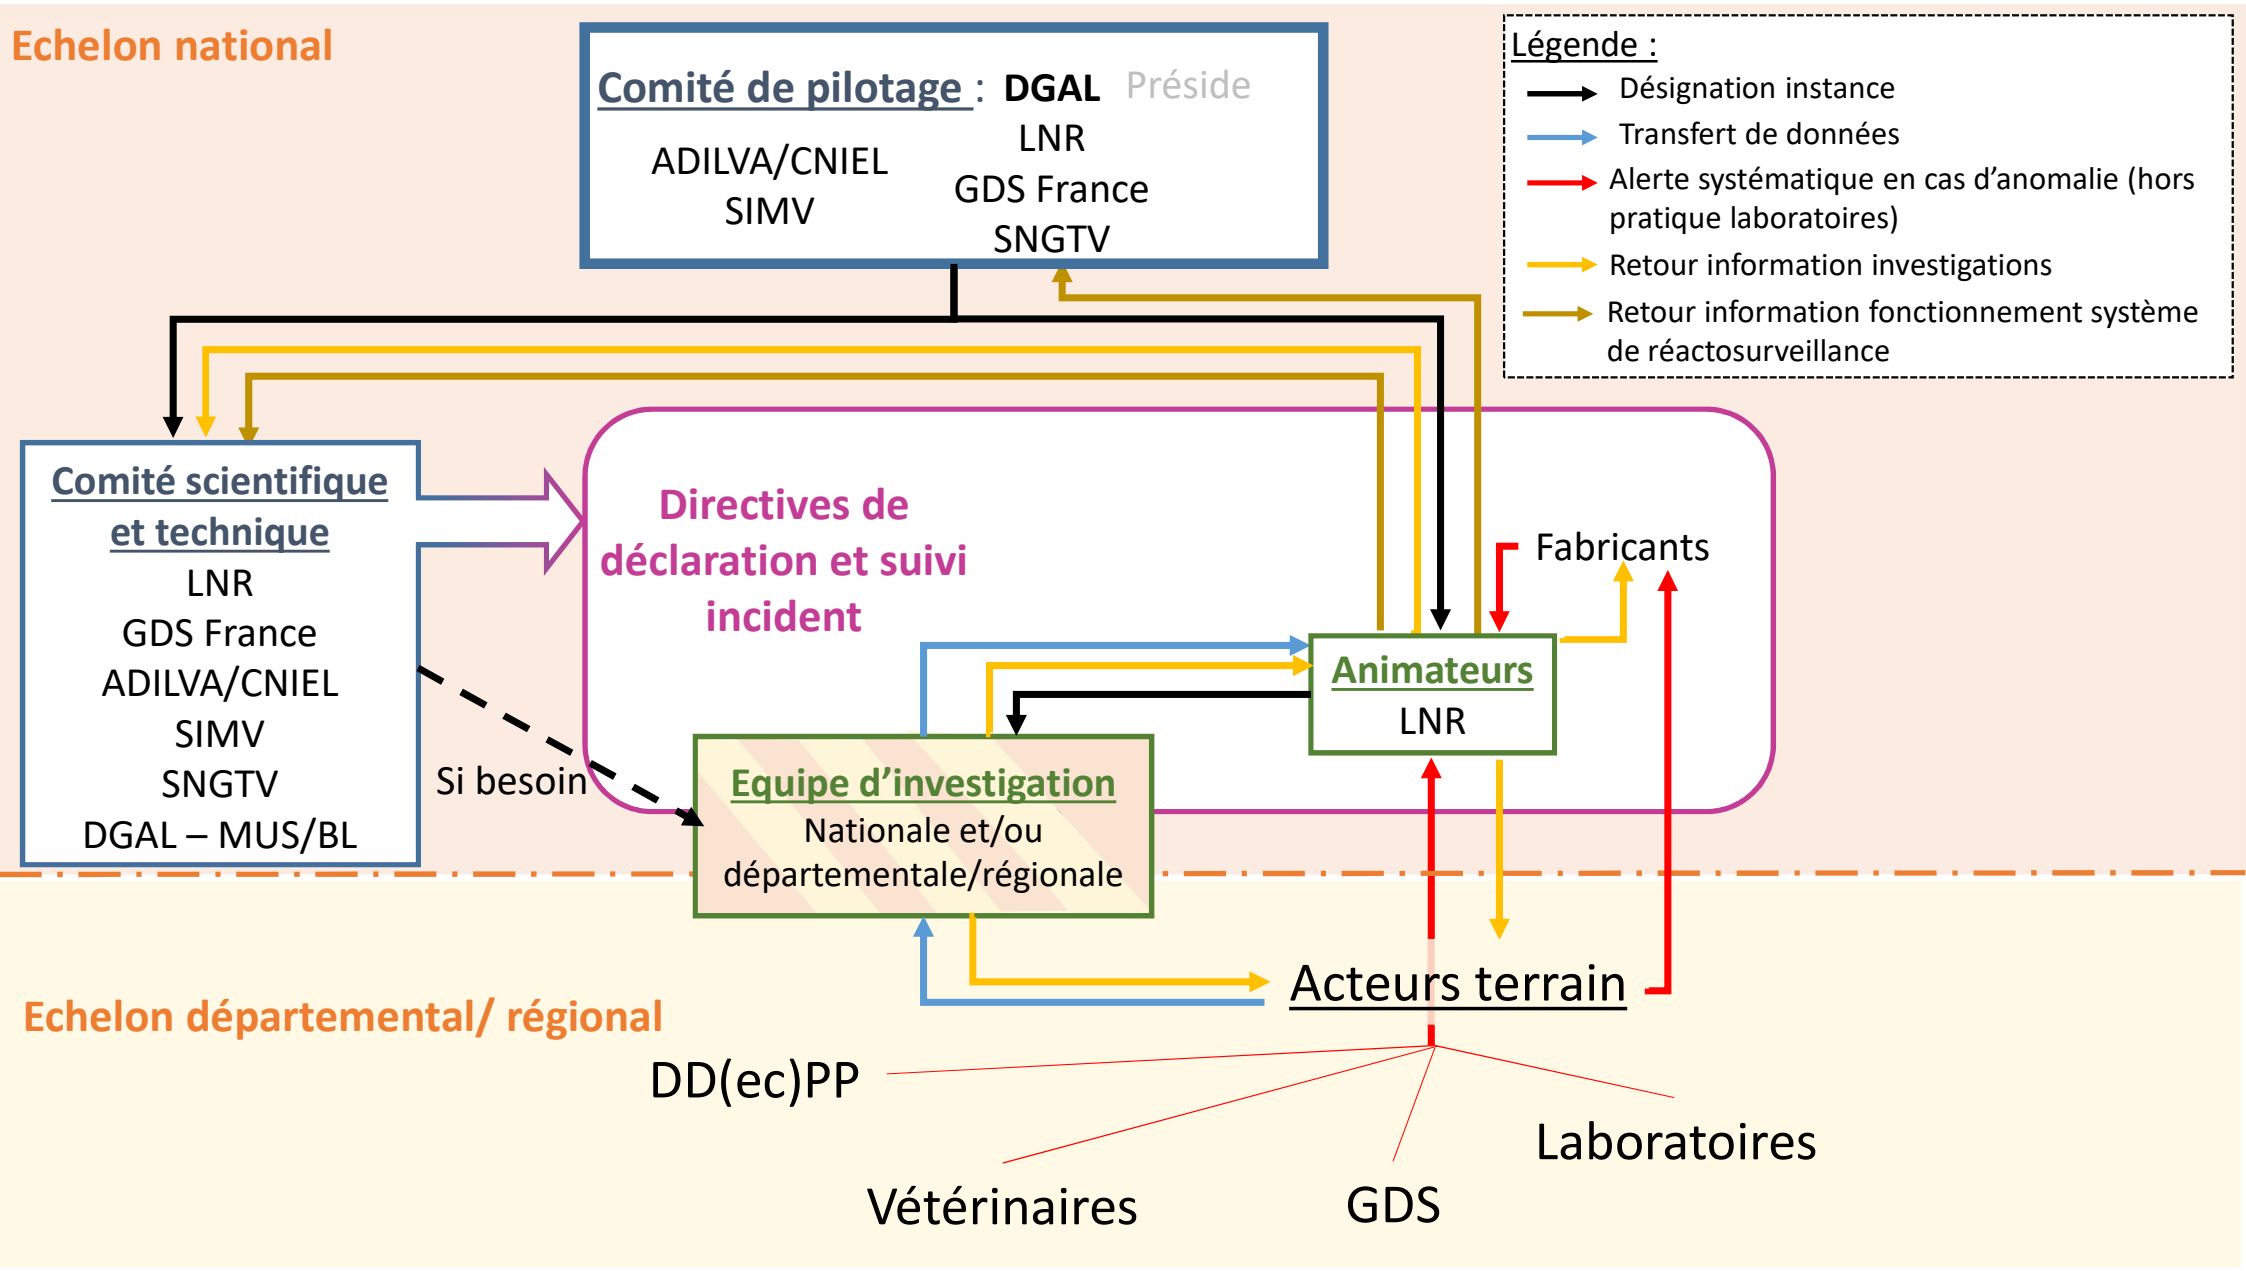 Echelon national
Comité de pilotage : DGAL Préside
LNR
GDS France
SNGTV
ADILVA/CNIEL
SIMV
Légende :
Désignation instance
Transfert de données
Alerte systématique en cas d’anomalie (hors
pratique laboratoires)
Retour information investigations
Retour information fonctionnement système
de réactosurveillance
Comité scientifique
et technique
LNR
GDS France
ADILVA/CNIEL
SIMV
SNGTV
DGAL – MUS/BL
Directives de
déclaration et suivi
incident
Fabricants
Animateurs
LNR
Si besoin
Equipe d’investigation
Nationale et/ou
départementale/régionale
Acteurs terrain
Echelon départemental/ régional
DD(ec)PP
Laboratoires
Vétérinaires
GDS